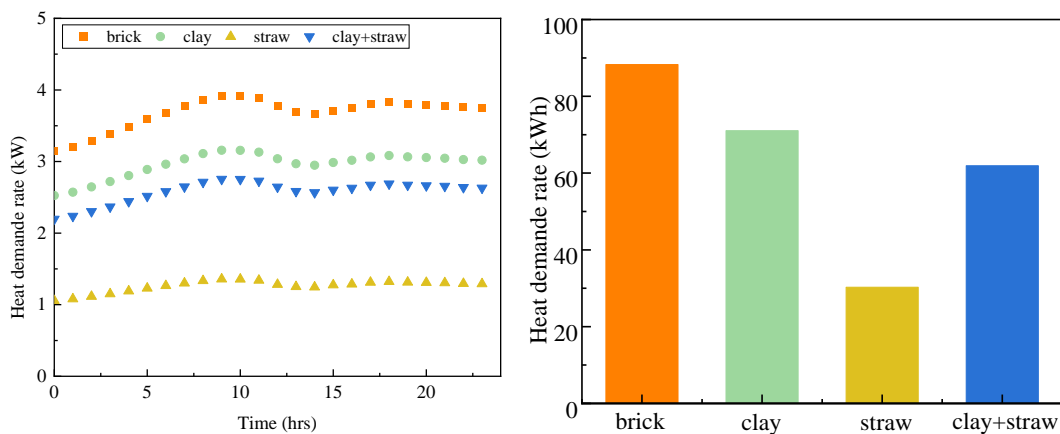 5
4
3
2
1
0
Heat demande rate (kW)
brick clay straw clay+straw
0 5 10 15 20
Time (hrs)
100
80
60
40
20
0
Heat demande rate (kWh)
brick clay straw clay+straw